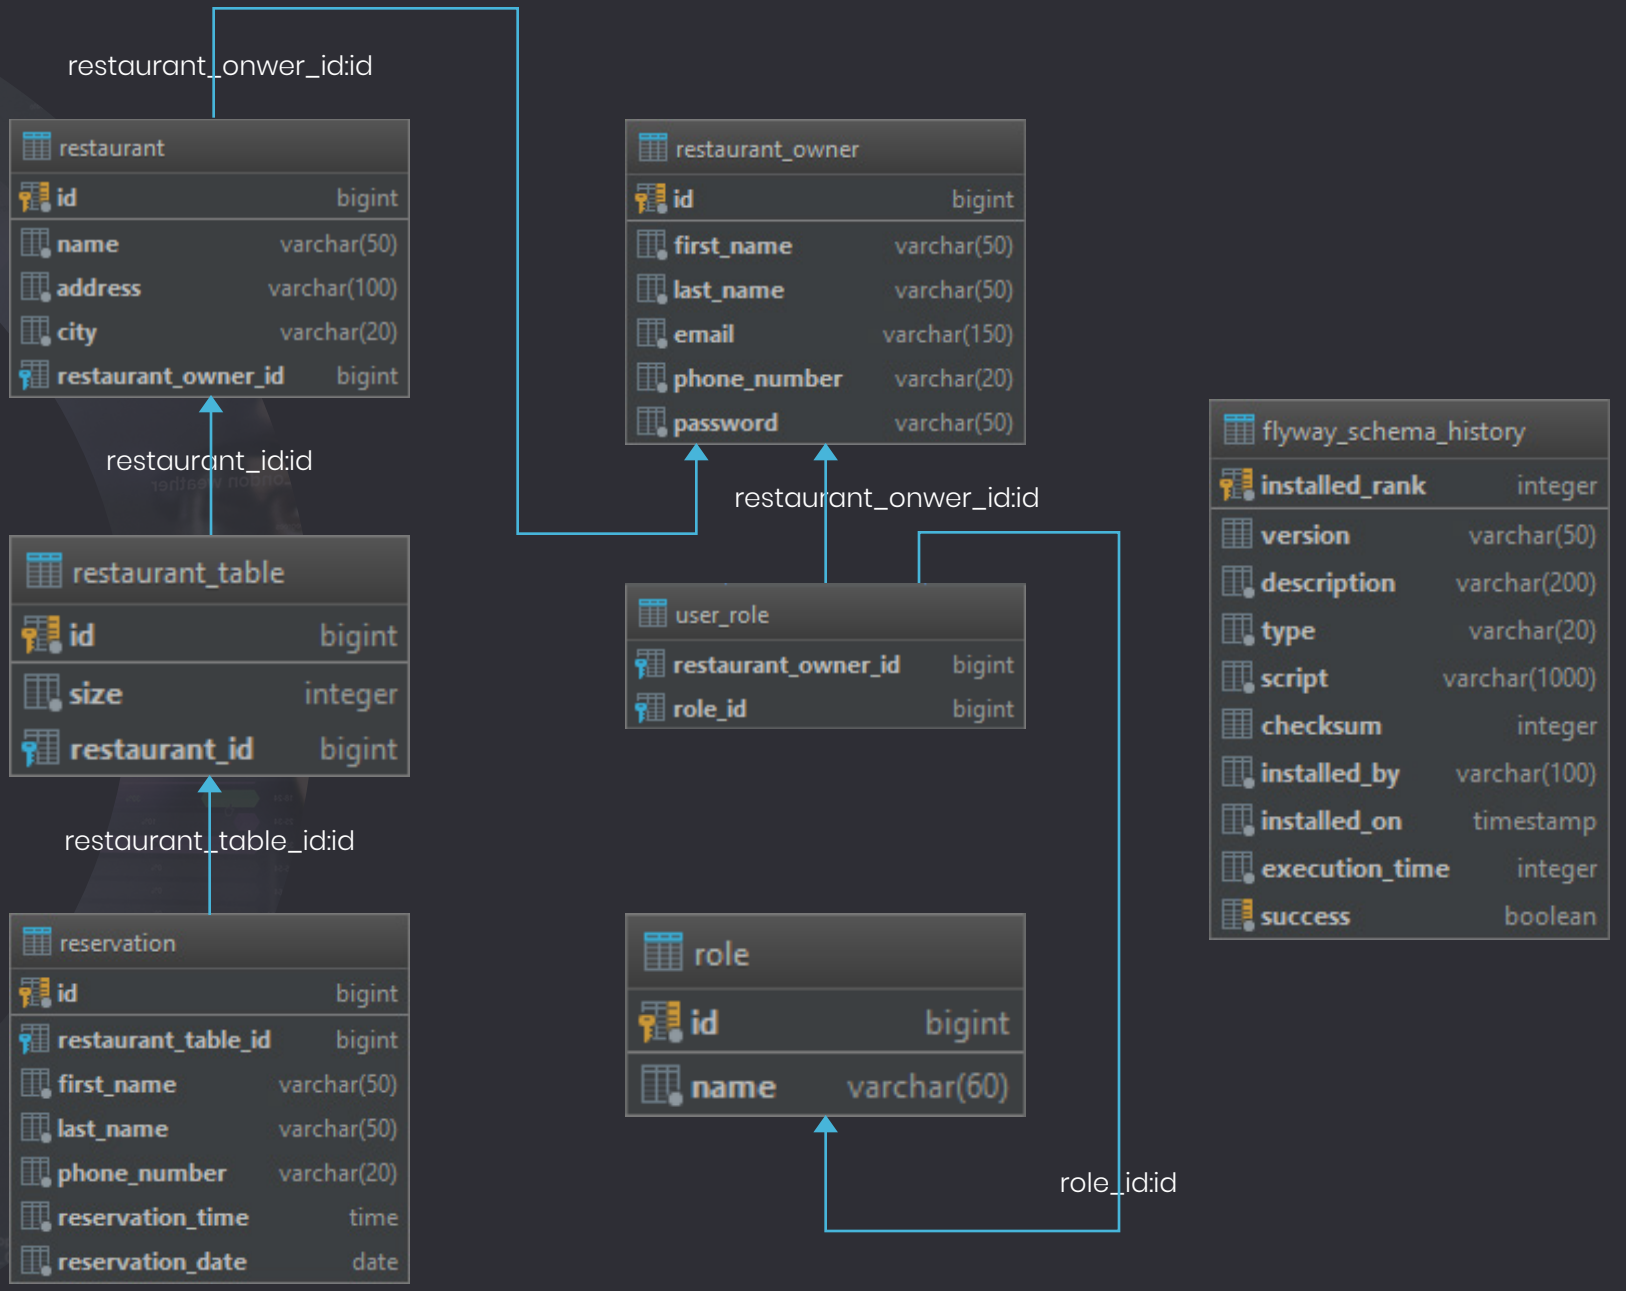 restaurant_onwer_id:id
restaurant
id bigint
name varchar(50)
address varchar(100)
city varchar(20)
restaurant_owner_id bigint
restaurant_id:id
restaurant_table
id bigint
size integer
restaurant_id bigint
restaurant_table_id:id
reservation
id bigint
restaurant_table_id bigint
first_name varchar(50)
last_name varchar(50)
phone_number varchar(20)
reservation_time time
reservation_date date
restaurant_owner
id bigint
first_name varchar(50)
last_name varchar(50)
email varchar(150)
phone_number varchar(20)
password varchar(50)
restaurant_onwer_id:id
user_role
restaurant_owner_id bigint
role_id bigint
role
id bigint
name varchar(60)
role_id:id
flyway_schema_history
installed_rank integer
version varchar(50)
description varchar(200)
type varchar(20)
script varchar(1000)
checksum integer
installed_by varchar(100)
installed_on timestamp
execution_time integer
success boolean